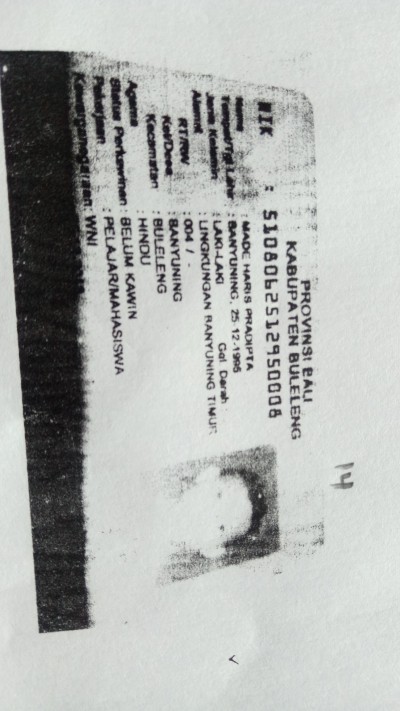 PROVINSI BALI
KABUPATEN BULELENG
NIK : 5108062512950008
Nama : MADE HARIS PRADIPTA
Tempat/Tgl Lahir : BANYUNING, 25-12-1995
Jenis Kelamin : LAKI-LAKI Gol. Darah
Alamat : LINGKUNGAN BANYUNING TIMUR
RT/RW : 004 / -
Kel/Desa : BANYUNING
Kecamatan : BULELENG
Agama : HINDU
Status Perkawinan : BELUM KAWIN
Pekerjaan : PELAJAR/MAHASISWA
Kewarganegaraan: WNI
14